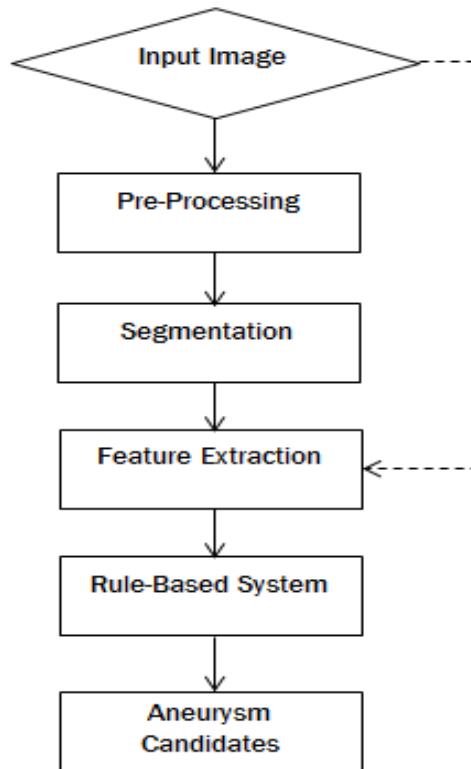 Input Image
Pre-Processing
Segmentation
Feature Extraction
Rule-Based System
Aneurysm
Candidates